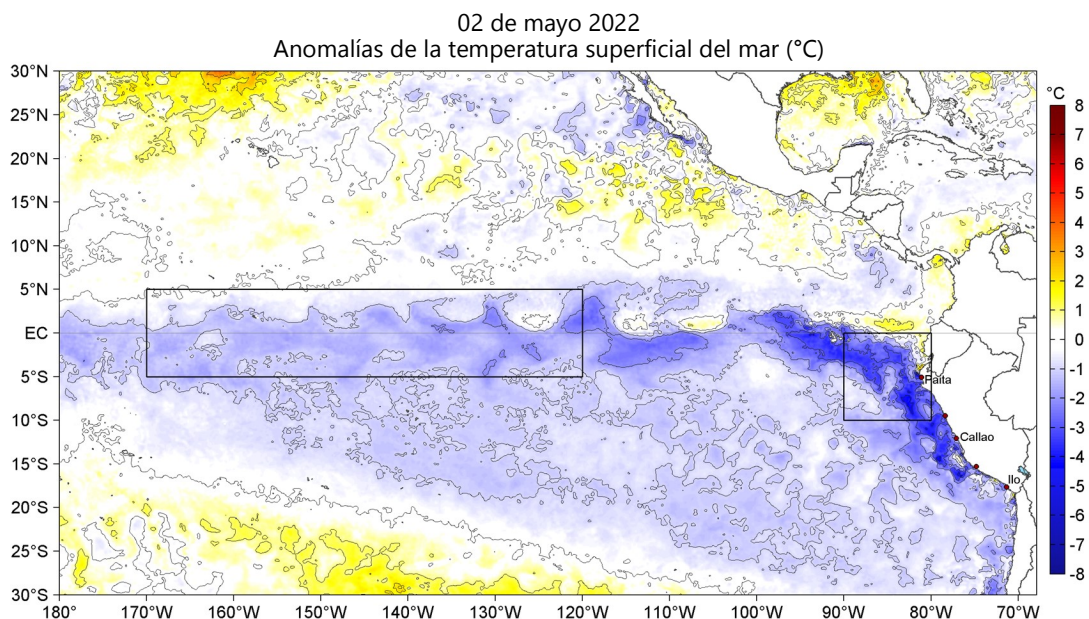 02 de mayo 2022
Anomalías de la temperatura superficial del mar (°C)
°C
30°N
25°N
20°N
15°N
10°N
5°N
EC
5°S
10°S
15°S
20°S
25°S
30°S
180
170°W
160°W
150°W
140°W
130°W
120°W
110°W
100°W
90°W
80°W
70°W
Paita
Callao
Ilo
8
7
6
5
4
3
2
1
0
-1
-2
-3
-4
-5
-6
-7
-8